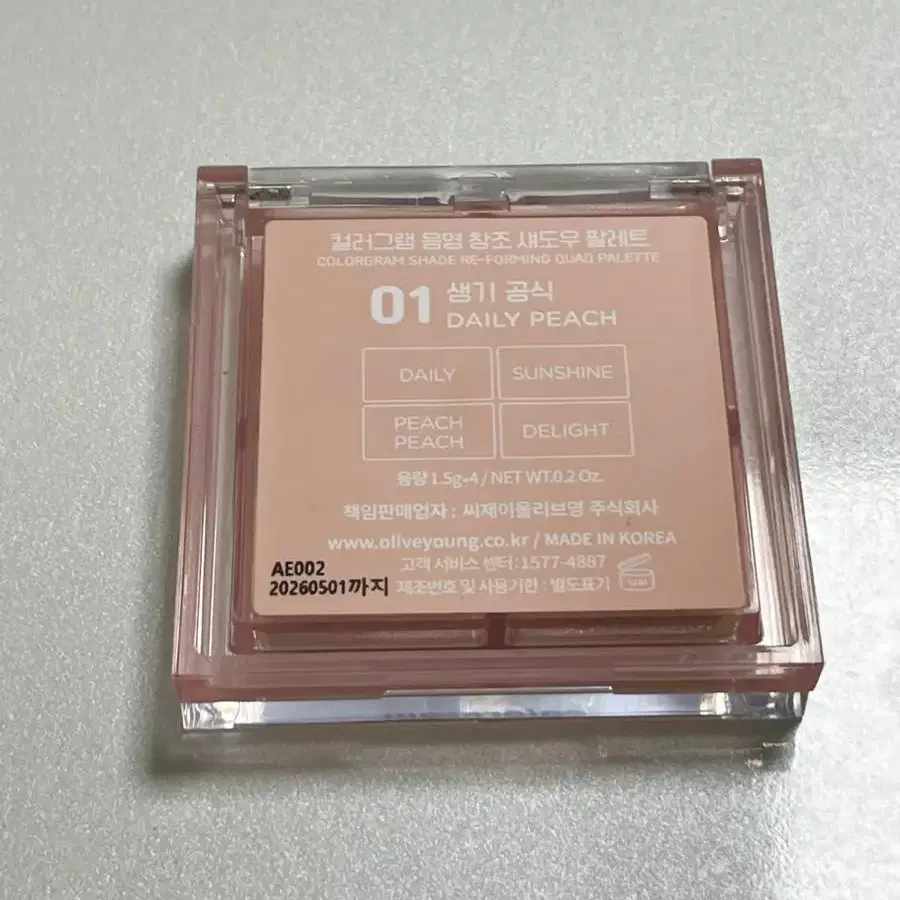 컬러그램 음영 창조 섀도우 팔레트
COLORGRAM SHADE RE-FORMING QUAD PALETTE
01 생기 공식
DAILY PEACH
DAILY
SUNSHINE
PEACH
PEACH
DELIGHT
용량 1.5g*4 / NET WT.0.2 Oz.
책임판매업자 : 씨제이올리브영 주식회사
www.oliveyoung.co.kr / MADE IN KOREA
고객 서비스 센터 : 1577-4887
제조번호 및 사용기한 : 별도표기
12M
AE002
20260501까지